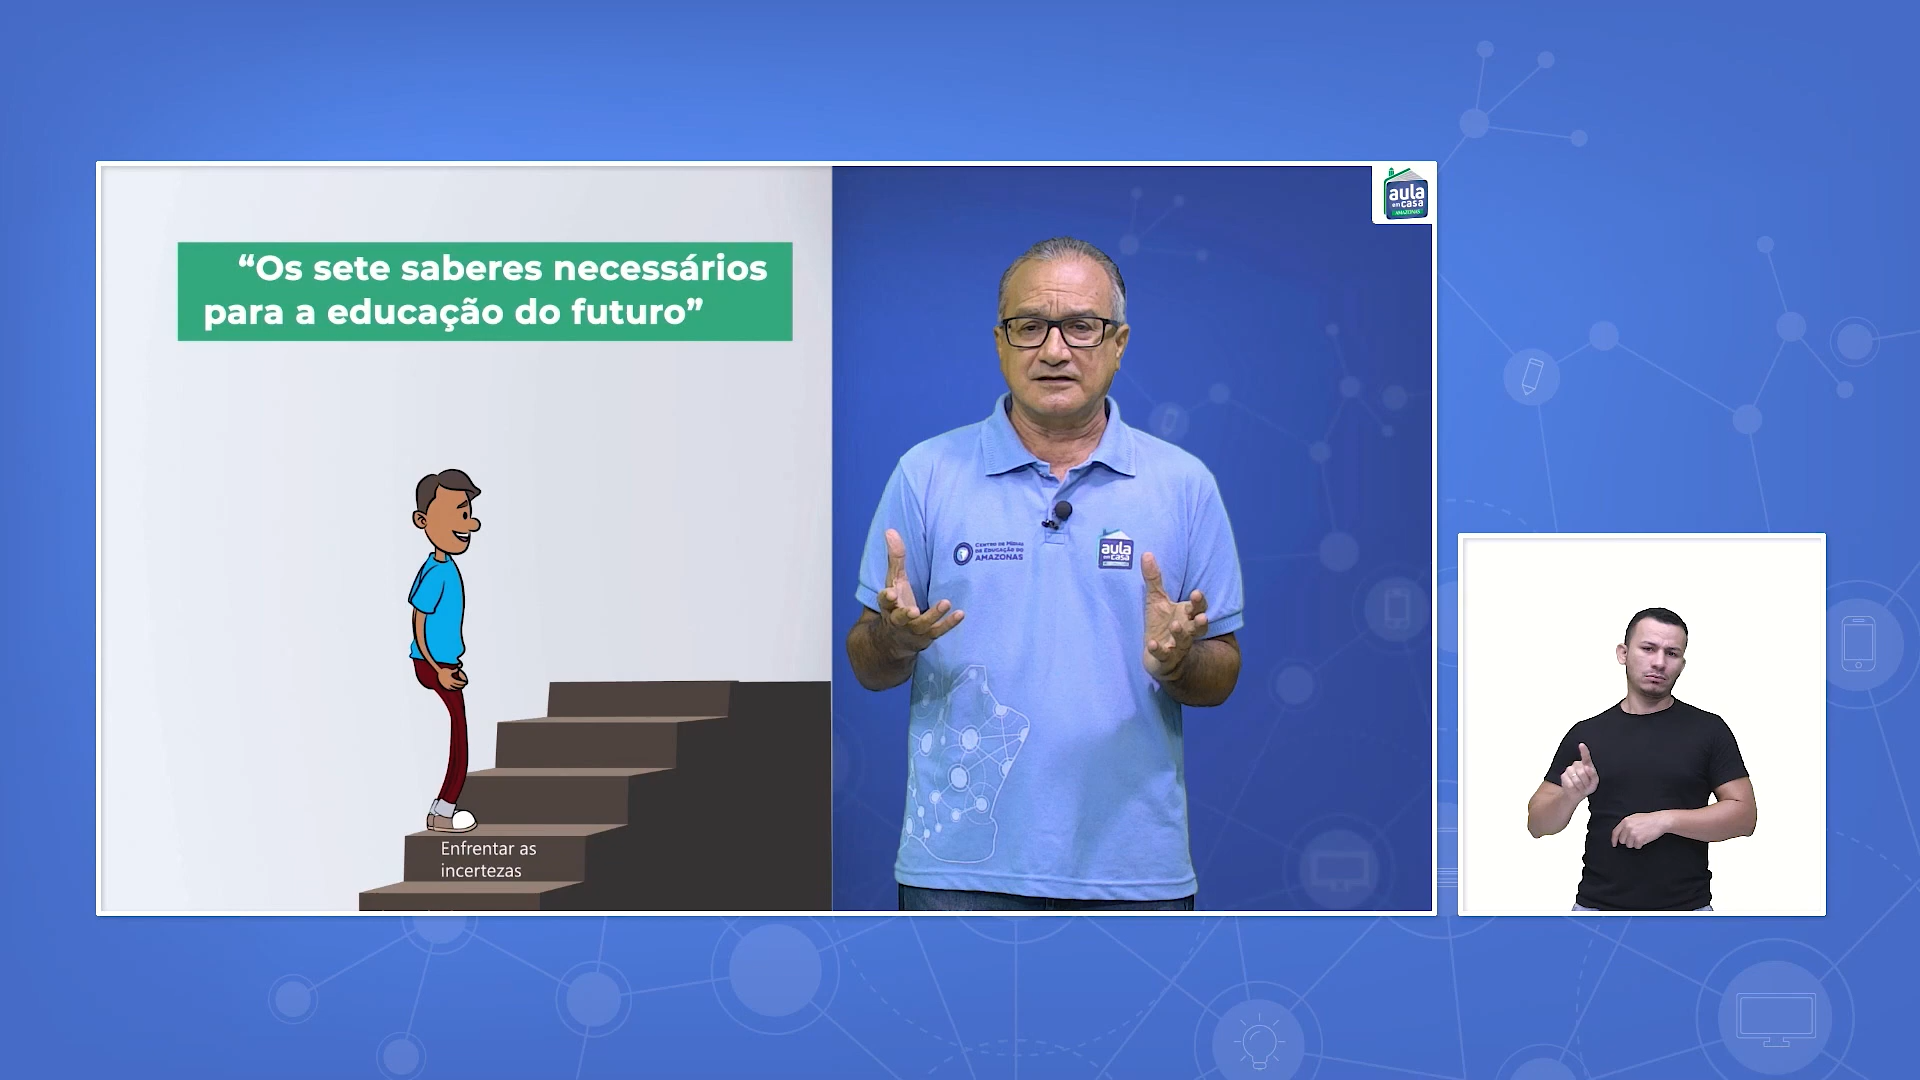 “Os sete saberes necessários
para a educação do futuro”
Enfrentar as
incertezas
aula
em casa
AMAZONAS
CENTRO DE MÍDIAS
DE EDUCAÇÃO DO
AMAZONAS
aula
em casa